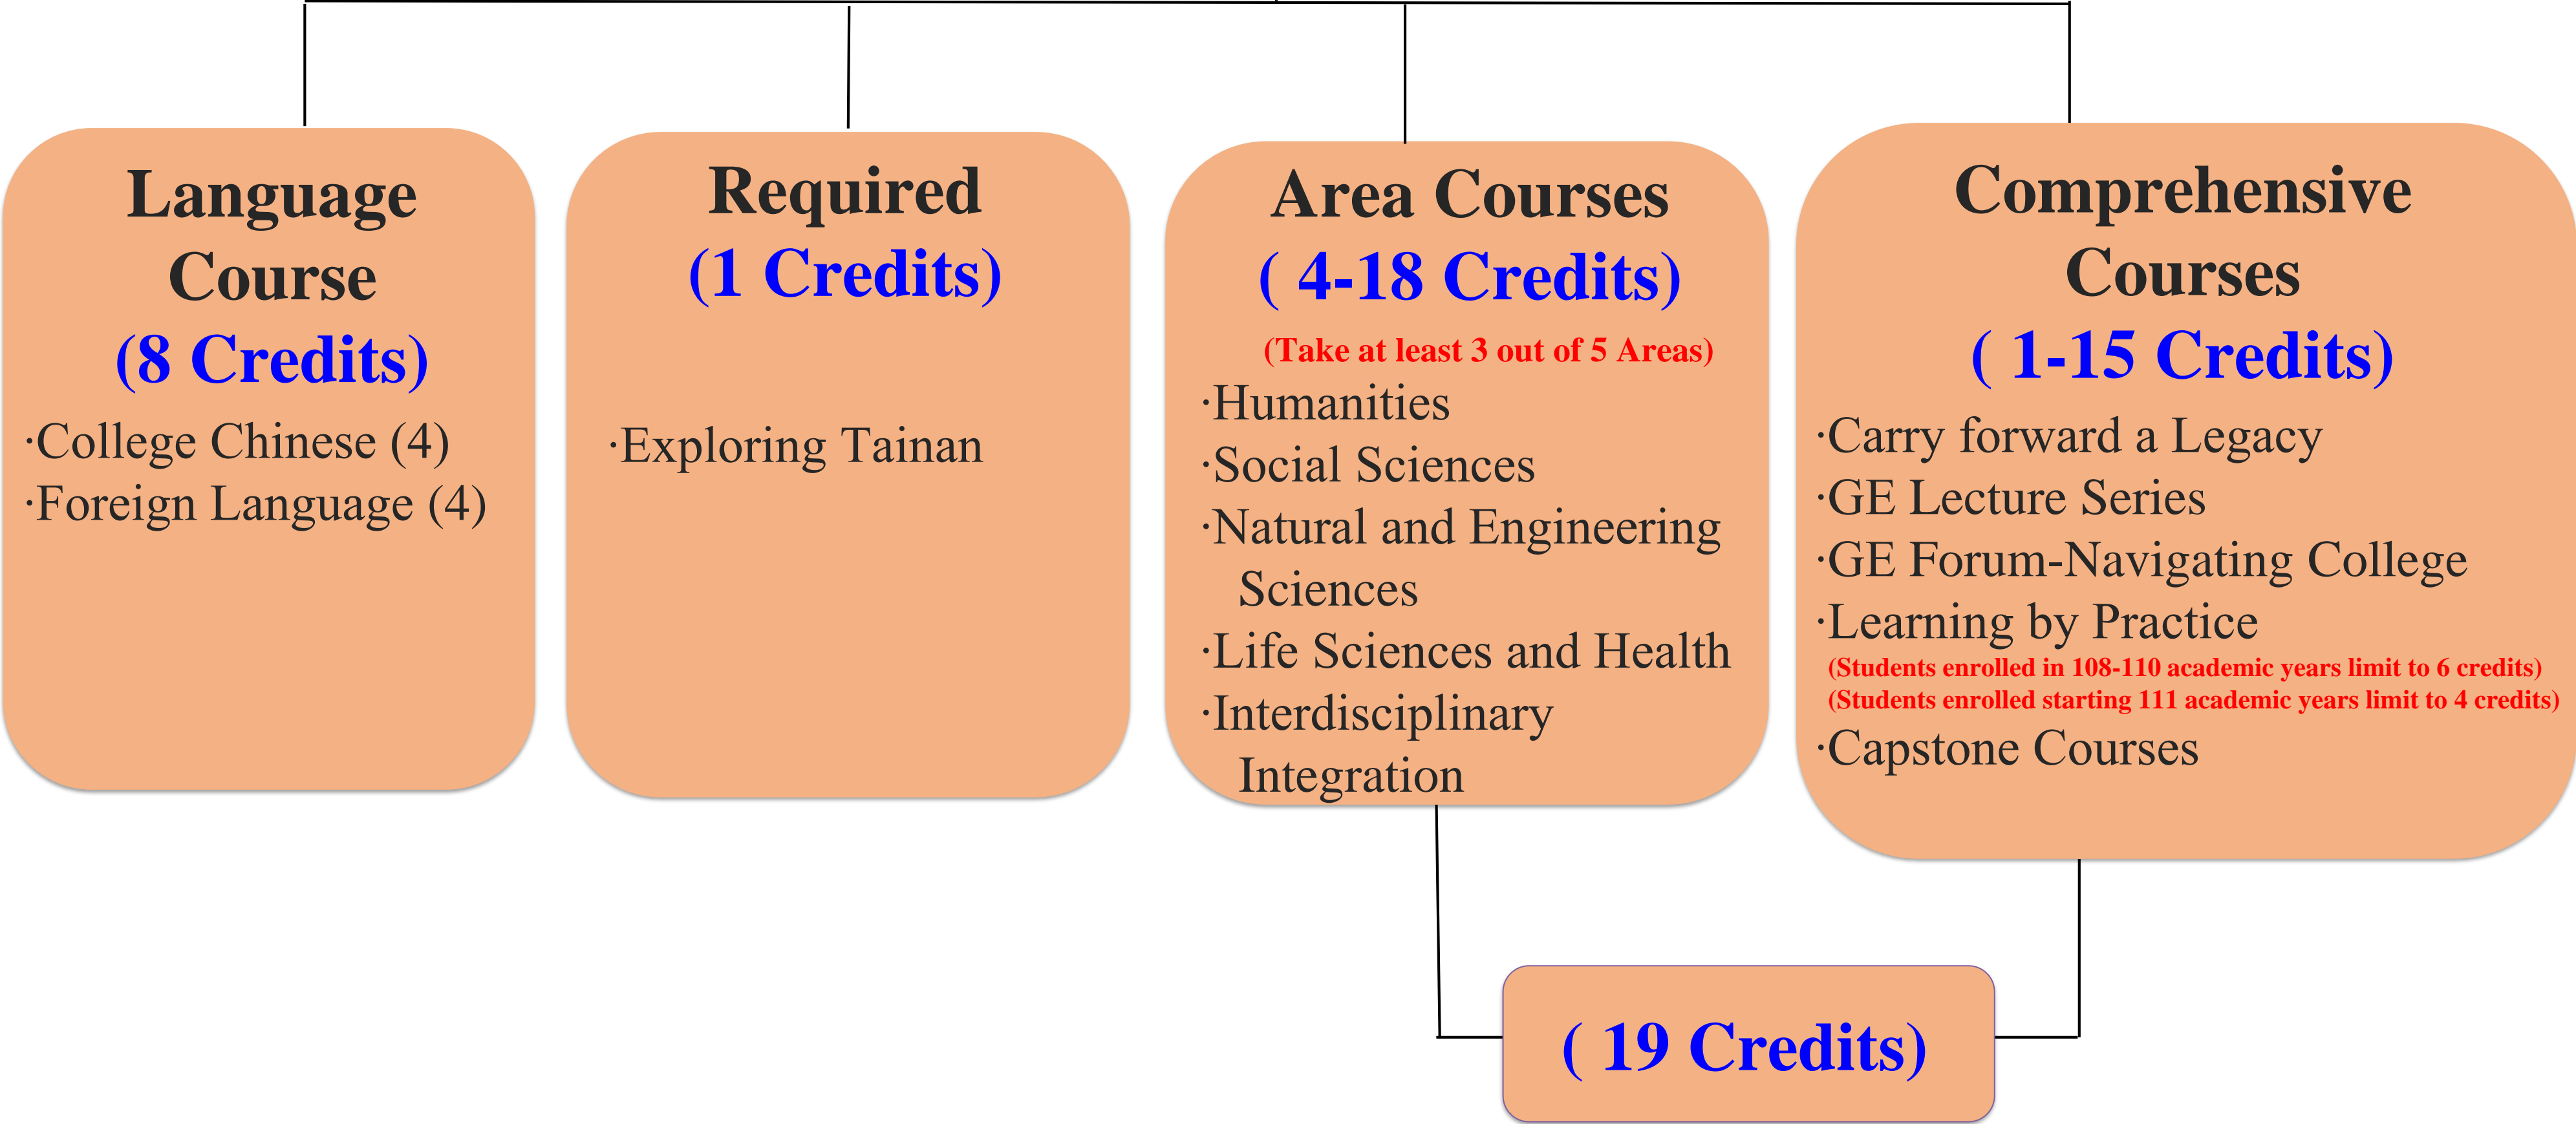 Language
Course
(8 Credits)
·College Chinese (4)
·Foreign Language (4)
Required
(1 Credits)
·Exploring Tainan
Area Courses
( 4-18 Credits)
(Take at least 3 out of 5 Areas)
·Humanities
·Social Sciences
·Natural and Engineering
Sciences
·Life Sciences and Health
·Interdisciplinary
Integration
Comprehensive
Courses
( 1-15 Credits)
·Carry forward a Legacy
·GE Lecture Series
·GE Forum-Navigating College
·Learning by Practice
(Students enrolled in 108-110 academic years limit to 6 credits)
(Students enrolled starting 111 academic years limit to 4 credits)
·Capstone Courses
( 19 Credits)